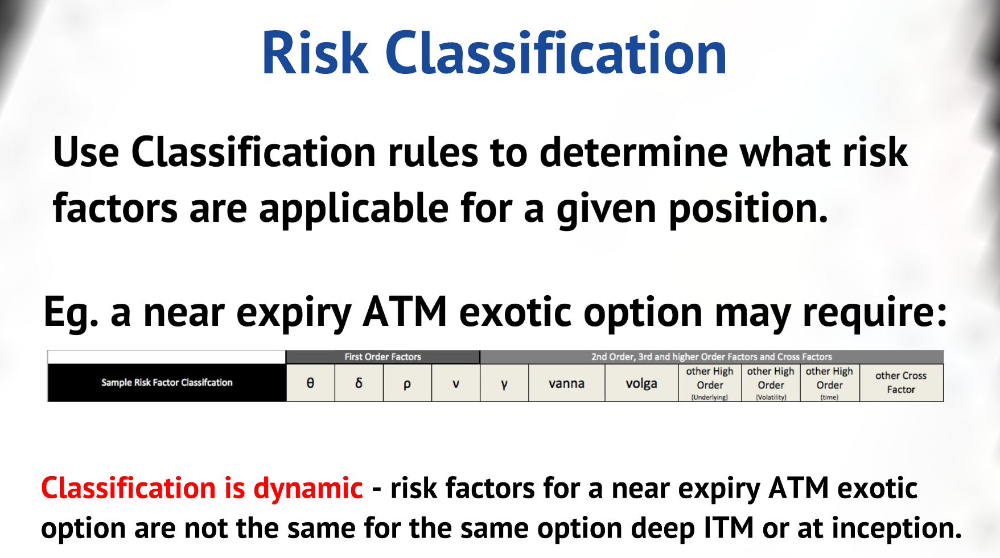 Risk Classification
Use Classification rules to determine what risk
factors are applicable for a given position.
Eg. a near expiry ATM exotic option may require:
First Order Factors
2nd Order, 3rd and higher Order Factors and Cross Factors
Sample Risk Factor Classifcation
θ
δ
ρ
ν
γ
vanna
volga
other High
Order
(Underlying)
other High
Order
(Volatility)
other High
Order
(time)
other Cross
Factor
Classification is dynamic - risk factors for a near expiry ATM exotic
option are not the same for the same option deep ITM or at inception.